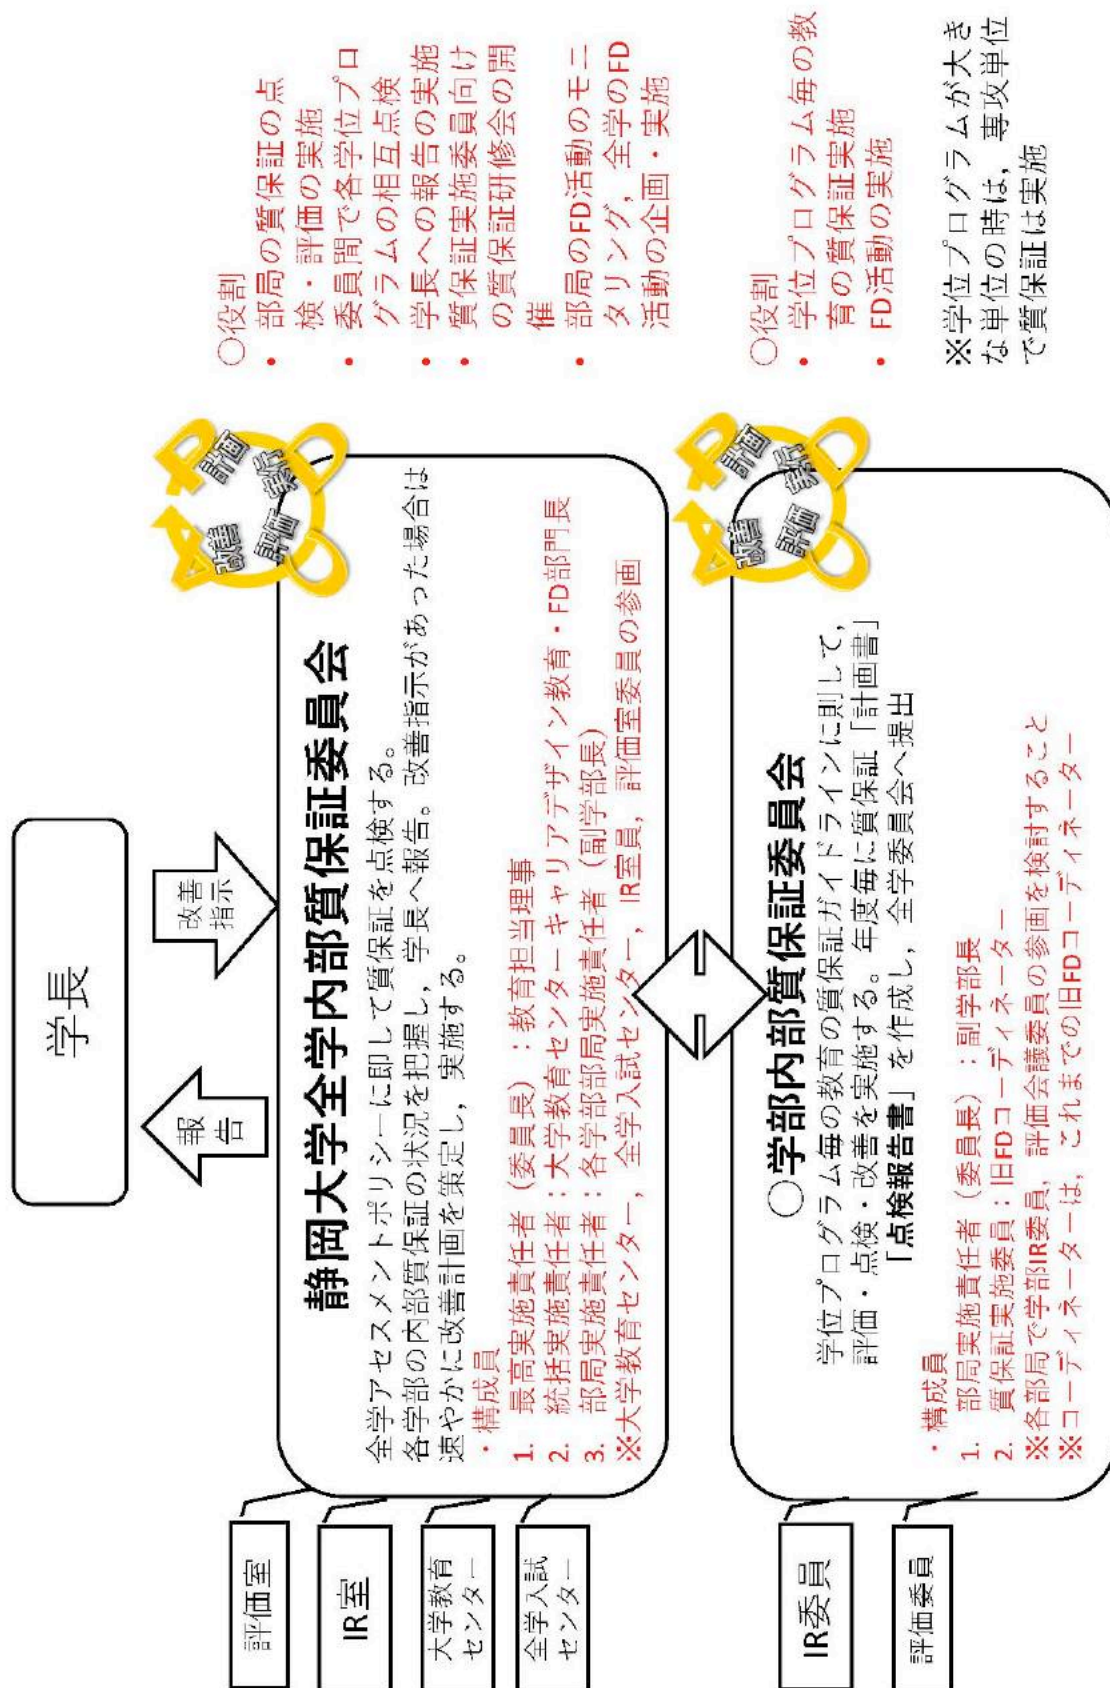 学長
報告
改善
指示
評価室
IR室
大学教育
センター
全学入試
センター
静岡大学全学内部質保証委員会
全学アセスメントポリシーに即して質保証を点検する。
各学部の内部質保証の状況を把握し，学長へ報告。改善指示があった場合は
速やかに改善計画を策定し，実施する。
・構成員
1. 最高実施責任者（委員長）：教育担当理事
2. 統括実施責任者：大学教育センターキャリアデザイン教育・FD部門長
3. 部局実施責任者：各学部部局実施責任者（副学部長）
※大学教育センター，全学入試センター，IR室員，評価室委員の参画
A
改善
P
計画
C
評価
D
実行
○役割
• 部局の質保証の点
検・評価の実施
• 委員間で各学位プロ
グラムの相互点検
• 学長への報告の実施
• 質保証実施委員向け
の質保証研修会の開
催
• 部局のFD活動のモニ
タリング，全学のFD
活動の企画・実施
IR委員
評価委員
○学部内部質保証委員会
学位プログラム毎の教育の質保証ガイドラインに則して，
評価・点検・改善を実施する。年度毎に質保証「計画書」
「点検報告書」を作成し，全学委員会へ提出
・構成員
1. 部局実施責任者（委員長）：副学部長
2. 質保証実施委員：旧FDコーディネーター
※各部局で学部IR委員，評価会議委員の参画を検討すること
※コーディネーターは，これまでの旧FDコーディネーター
A
改善
P
計画
C
評価
D
実行
○役割
• 学位プログラム毎の教
育の質保証実施
• FD活動の実施
※学位プログラムが大き
な単位の時は，専攻単位
で質保証は実施